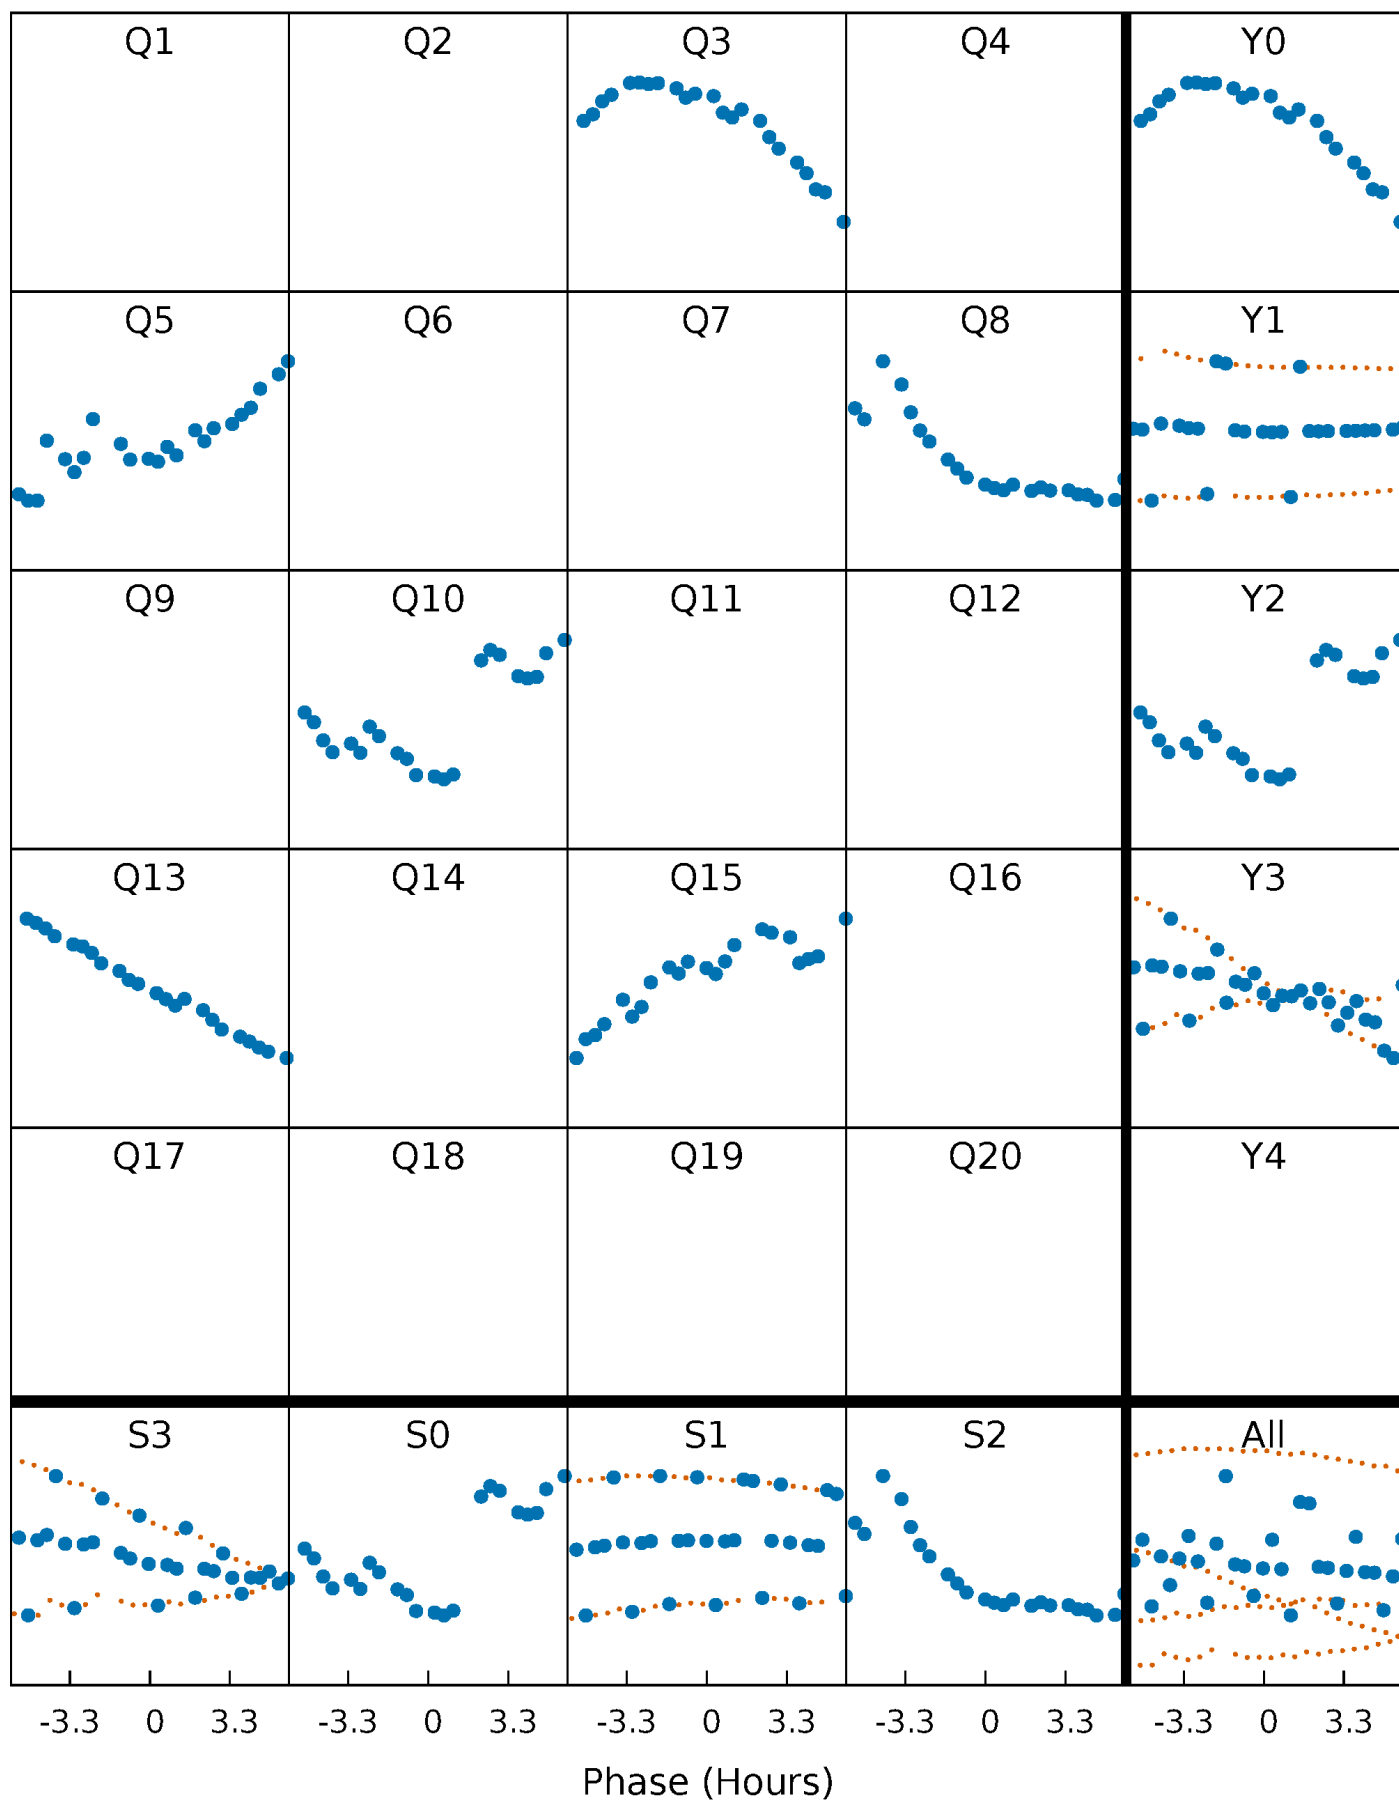 Q1 Q2 Q3 Q4 Y0
Q5 Q6 Q7 Q8 Y1
Q9 Q10 Q11 Q12 Y2
Q13 Q14 Q15 Q16 Y3
Q17 Q18 Q19 Q20 Y4
S3 S0 S1 S2 All
-3.3 0 3.3 -3.3 0 3.3 -3.3 0 3.3 -3.3 0 3.3 -3.3 0 3.3
Phase (Hours)